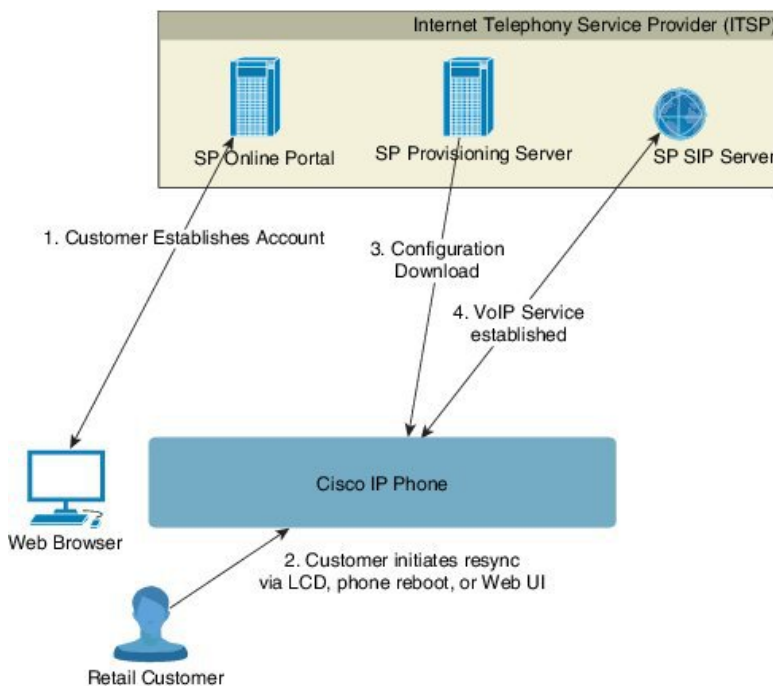 Internet Telephony Service Provider (ITSP)
SP Online Portal
SP Provisioning Server
SP SIP Server
1. Customer Establishes Account
3. Configuration
Download
4. VoIP Service
established
Cisco IP Phone
Web Browser
2. Customer initiates resync
via LCD, phone reboot, or Web UI
Retail Customer